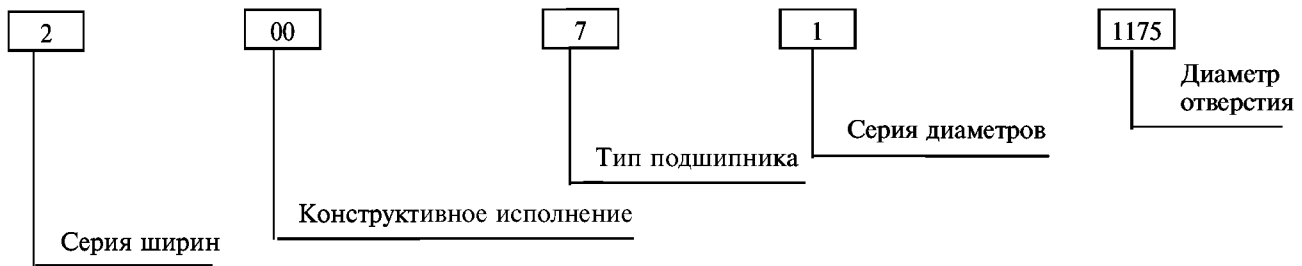 2 00 7 1 1175
Диаметр
отверстия
Серия диаметров
Тип подшипника
Конструктивное исполнение
Серия ширин